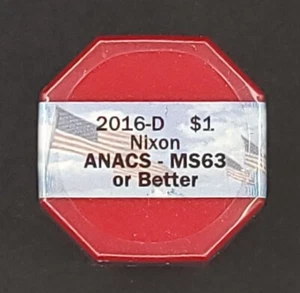 2016-D $1
Nixon
ANACS - MS63
or Better